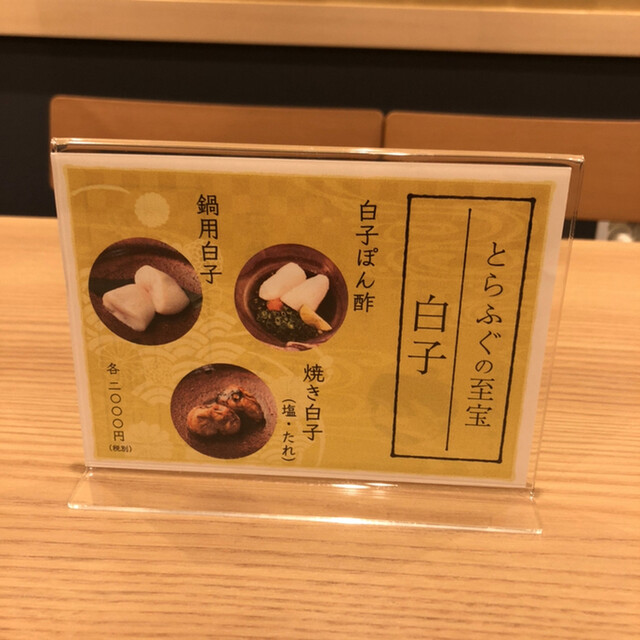 とらふぐの至宝
白子
白子ぽん酢
焼き白子
(塩・たれ)
鍋用白子
各 二〇〇〇円
(税別)